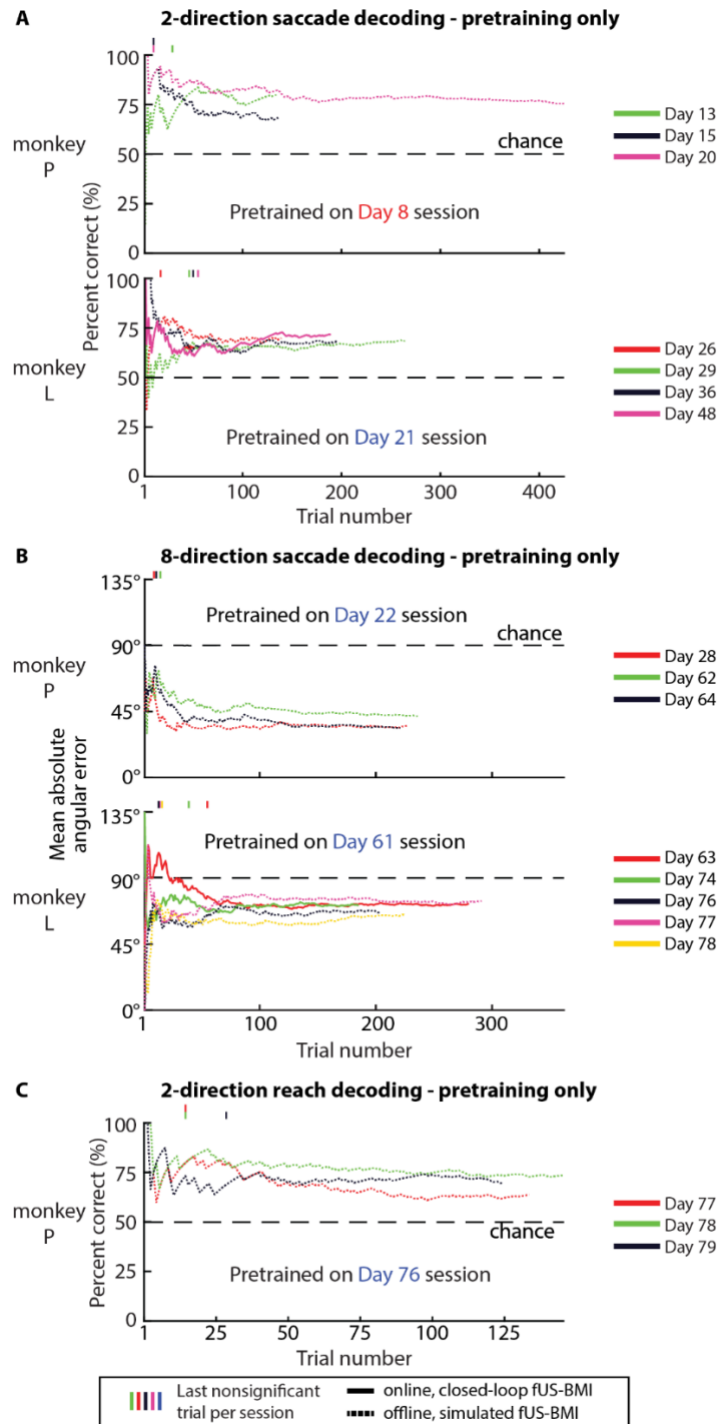 A 2-direction saccade decoding - pretraining only
Percent correct (%)
monkey
P
100
75
50
25
0
chance
Pretrained on Day 8 session
Day 13
Day 15
Day 20
monkey
L
100
75
50
25
0
Pretrained on Day 21 session
Day 26
Day 29
Day 36
Day 48
1 100 200 300 400
Trial number
B 8-direction saccade decoding - pretraining only
Mean absolute
angular error
monkey
P
135°
90°
45°
0°
Pretrained on Day 22 session
chance
Day 28
Day 62
Day 64
monkey
L
135°
90°
45°
0°
Pretrained on Day 61 session
Day 63
Day 74
Day 76
Day 77
Day 78
1 100 200 300
Trial number
C 2-direction reach decoding - pretraining only
monkey
P
Percent correct (%)
100
75
50
25
0
chance
Pretrained on Day 76 session
Day 77
Day 78
Day 79
1 25 50 75 100 125
Trial number
Last nonsignificant
trial per session
online, closed-loop fUS-BMI
offline, simulated fUS-BMI